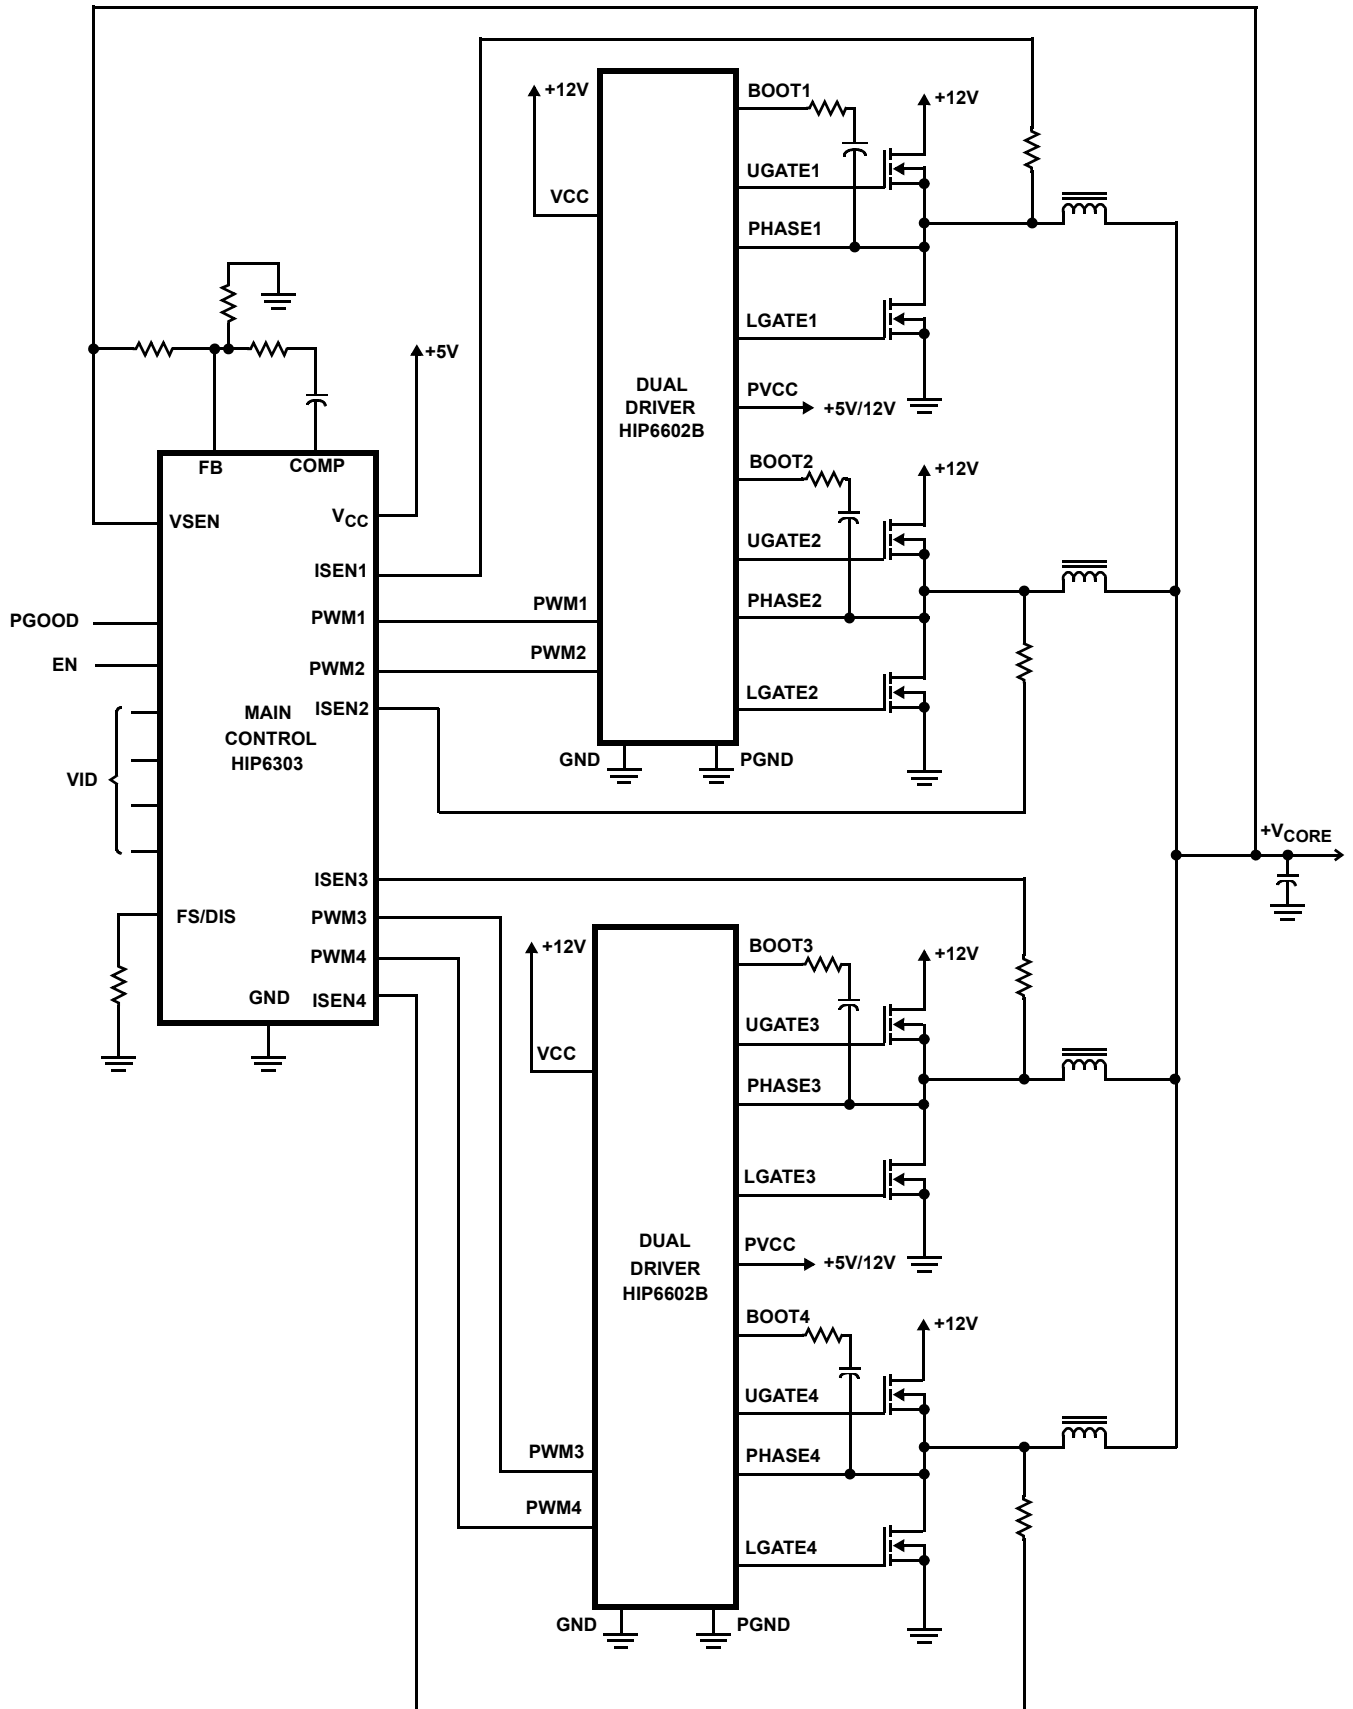 +12V
BOOT1
+12V
UGATE1
VCC
PHASE1
LGATE1
+5V
DUAL
DRIVER
HIP6602B
PVCC
+5V/12V
FB
COMP
BOOT2
+12V
VSEN
VCC
UGATE2
ISEN1
PHASE2
PGOOD
PWM1
PWM1
EN
PWM2
PWM2
LGATE2
ISEN2
MAIN
CONTROL
HIP6303
VID
GND
PGND
+VCORE
ISEN3
FS/DIS
PWM3
PWM4
GND
ISEN4
+12V
BOOT3
+12V
UGATE3
VCC
PHASE3
LGATE3
DUAL
DRIVER
HIP6602B
PVCC
+5V/12V
BOOT4
+12V
UGATE4
PWM3
PHASE4
PWM4
LGATE4
GND
PGND